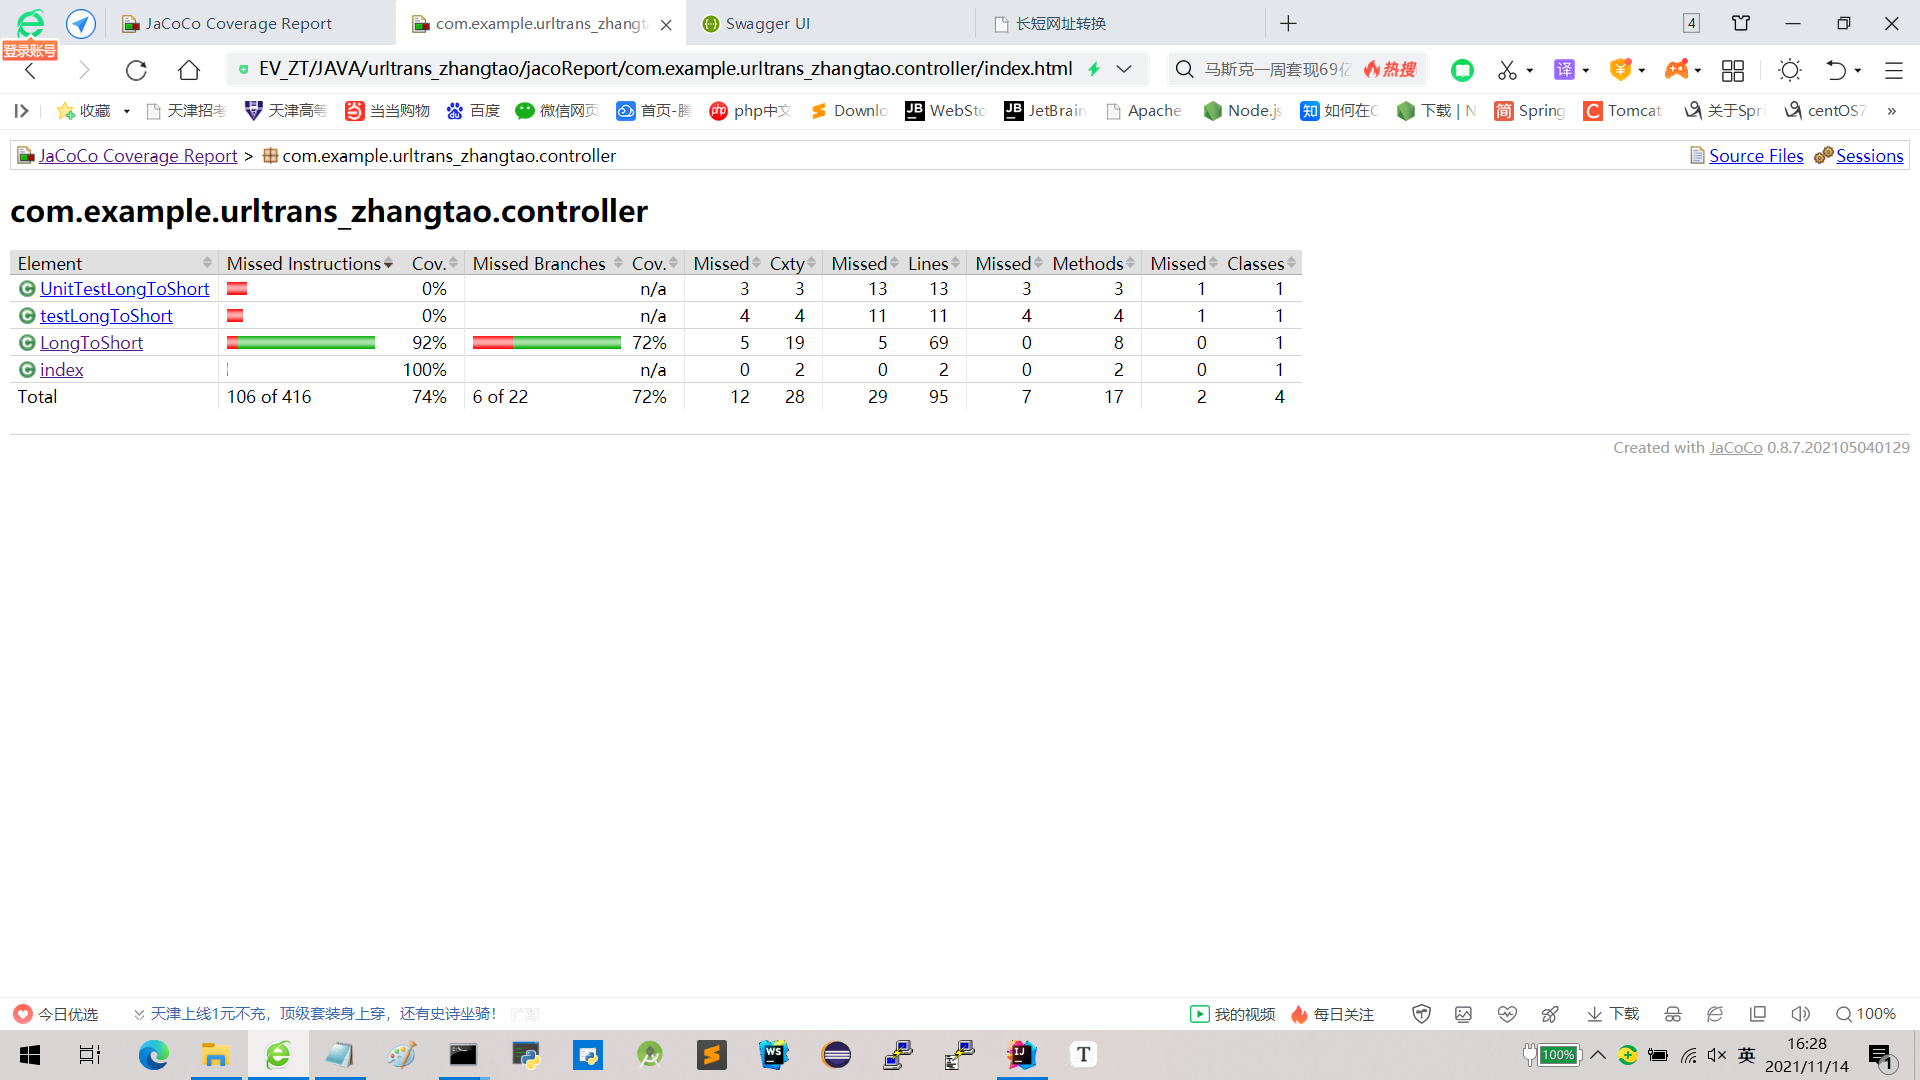 JaCoCo Coverage Report
com.example.urltrans_zhangt
Swagger UI
长短网址转换
4
登录账号
EV_ZT/JAVA/urltrans_zhangtao/jacoReport/com.example.urltrans_zhangtao.controller/index.html
马斯克一周套现69亿
热搜
译
收藏
天津招考
天津高等
当当购物
百度
微信网页
首页-腾
php中文
Downlo
WebSto
JetBrain
Apache
Node.js
如何在C
下载 | N
Spring
Tomcat
关于Spri
centOS7
»
JaCoCo Coverage Report > com.example.urltrans_zhangtao.controller
Source Files Sessions
com.example.urltrans_zhangtao.controller
Element Missed Instructions Cov. Missed Branches Cov. Missed Cxty Missed Lines Missed Methods Missed Classes
UnitTestLongToShort 0% n/a 3 3 13 13 3 3 1 1
testLongToShort 0% n/a 4 4 11 11 4 4 1 1
LongToShort 92% 72% 5 19 5 69 0 8 0 1
index 100% n/a 0 2 0 2 0 2 0 1
Total 106 of 416 74% 6 of 22 72% 12 28 29 95 7 17 2 4
Created with JaCoCo 0.8.7.202105040129
今日优选
天津上线1元不充，顶级套装身上穿，还有史诗坐骑！
广告
我的视频
每日关注
下载
100%
100%
英
16:28
2021/11/14
1